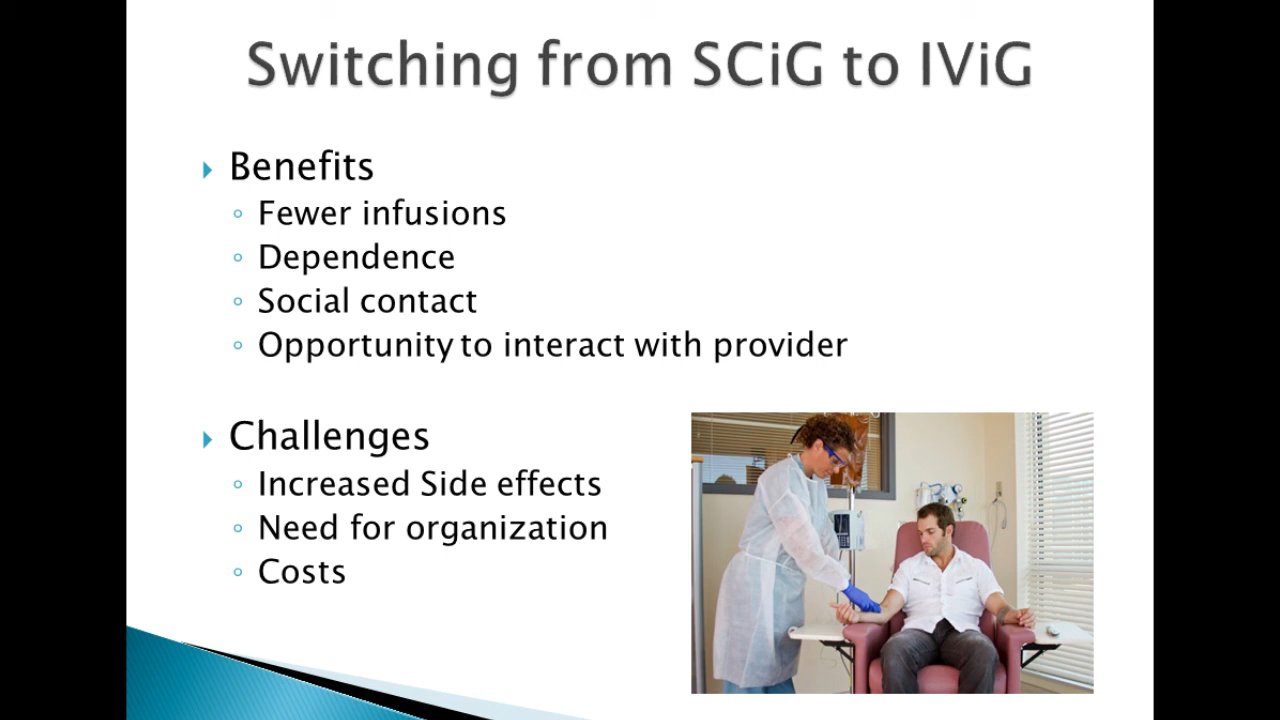 Switching from SCiG to IViG
Benefits
Fewer infusions
Dependence
Social contact
Opportunity to interact with provider
Challenges
Increased Side effects
Need for organization
Costs